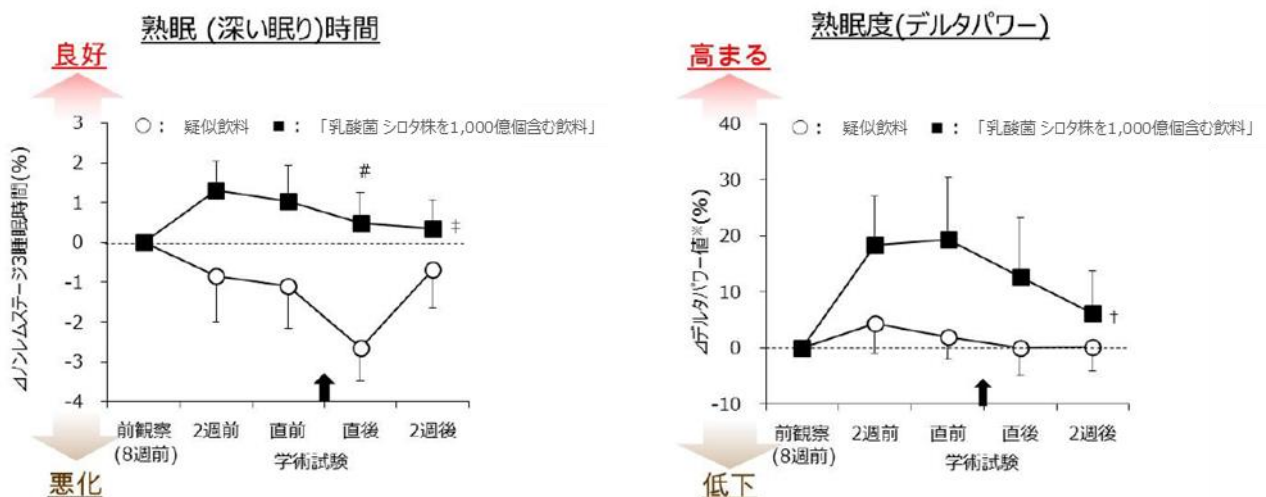 熟眠 (深い眠り)時間
良好
⊿ノンレムステージ3睡眠時間(%)
3
2
1
0
-1
-2
-3
-4
○： 疑似飲料 ■：「乳酸菌 シロタ株を1,000億個含む飲料」
#
‡
前観察
(8週前)
2週前
直前
直後
2週後
学術試験
悪化
熟眠度(デルタパワー)
高まる
⊿デルタパワー値※(%)
40
30
20
10
0
-10
○： 疑似飲料 ■：「乳酸菌 シロタ株を1,000億個含む飲料」
†
前観察
(8週前)
2週前
直前
直後
2週後
学術試験
低下